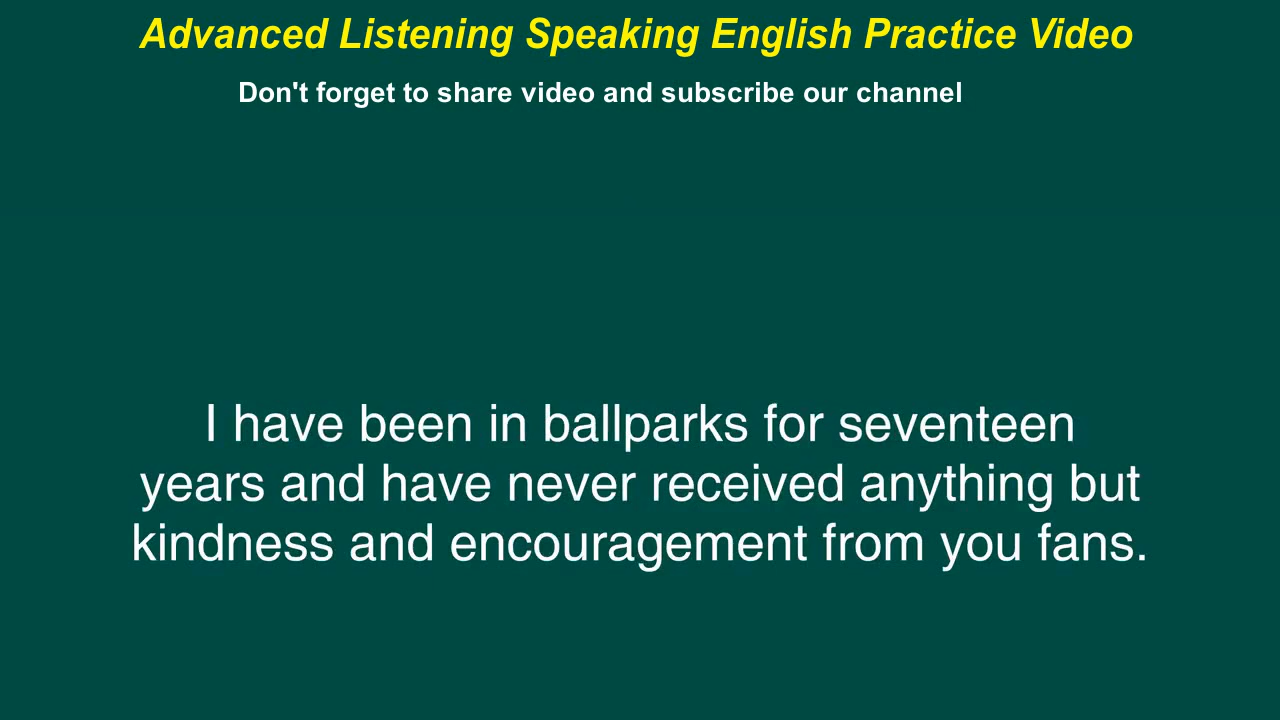 Advanced Listening Speaking English Practice Video
Don't forget to share video and subscribe our channel
I have been in ballparks for seventeen
years and have never received anything but
kindness and encouragement from you fans.